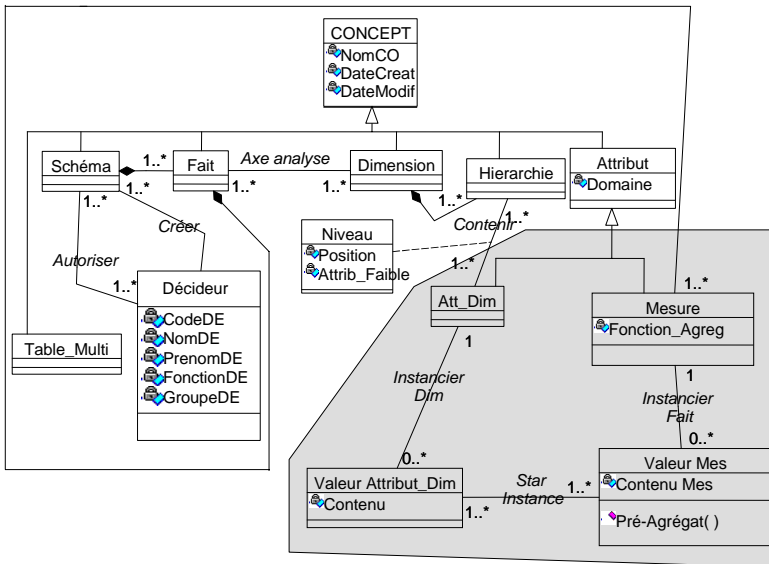 CONCEPT
NomCO
DateCreat
DateModif
Schéma
1..*
Fait
Axe analyse
Dimension
Hierarchie
Attribut
Domaine
1..*
1..*
1..*
1..*
1..*
1..*
Créer
Autoriser
1..*
Contenir
1..*
Niveau
Position
Attrib_Faible
1..*
Att_Dim
1
1..*
Mesure
Fonction_Agreg
1
Décideur
CodeDE
NomDE
PrenomDE
FonctionDE
GroupeDE
Table_Multi
Instancier
Dim
Instancier
Fait
0..*
0..*
Valeur Attribut_Dim
Contenu
Star
Instance
1..*
1..*
Valeur Mes
Contenu Mes
Pré-Agrégat( )